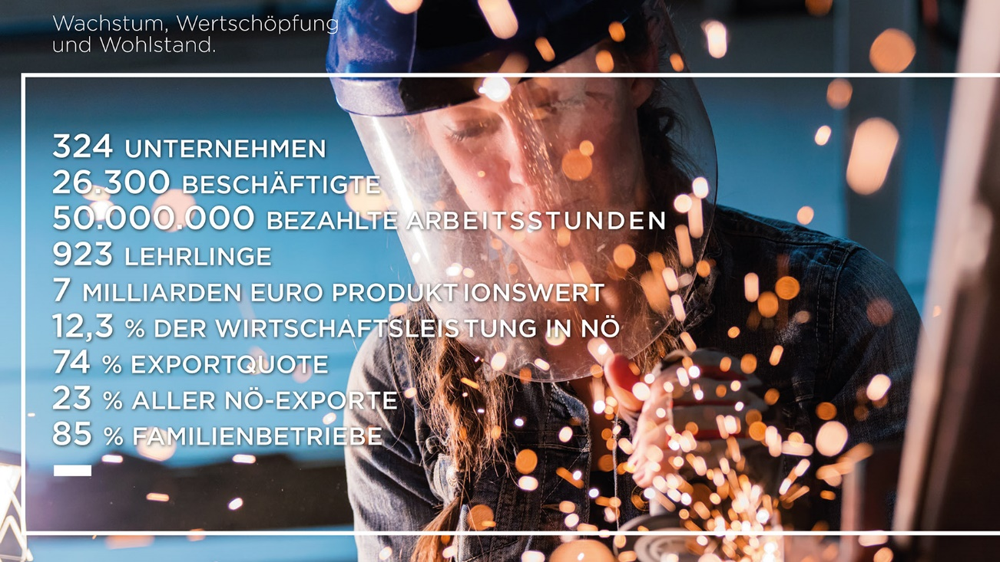 Wachstum, Wertschöpfung
und Wohlstand.
324 UNTERNEHMEN
26.300 BESCHÄFTIGTE
50.000.000 BEZAHLTE ARBEITSSTUNDEN
923 LEHRLINGE
7 MILLIARDEN EURO PRODUKTIONSWERT
12,3 % DER WIRTSCHAFTSLEISTUNG IN NÖ
74 % EXPORTQUOTE
23 % ALLER NÖ-EXPORTE
85 % FAMILIENBETRIEBE